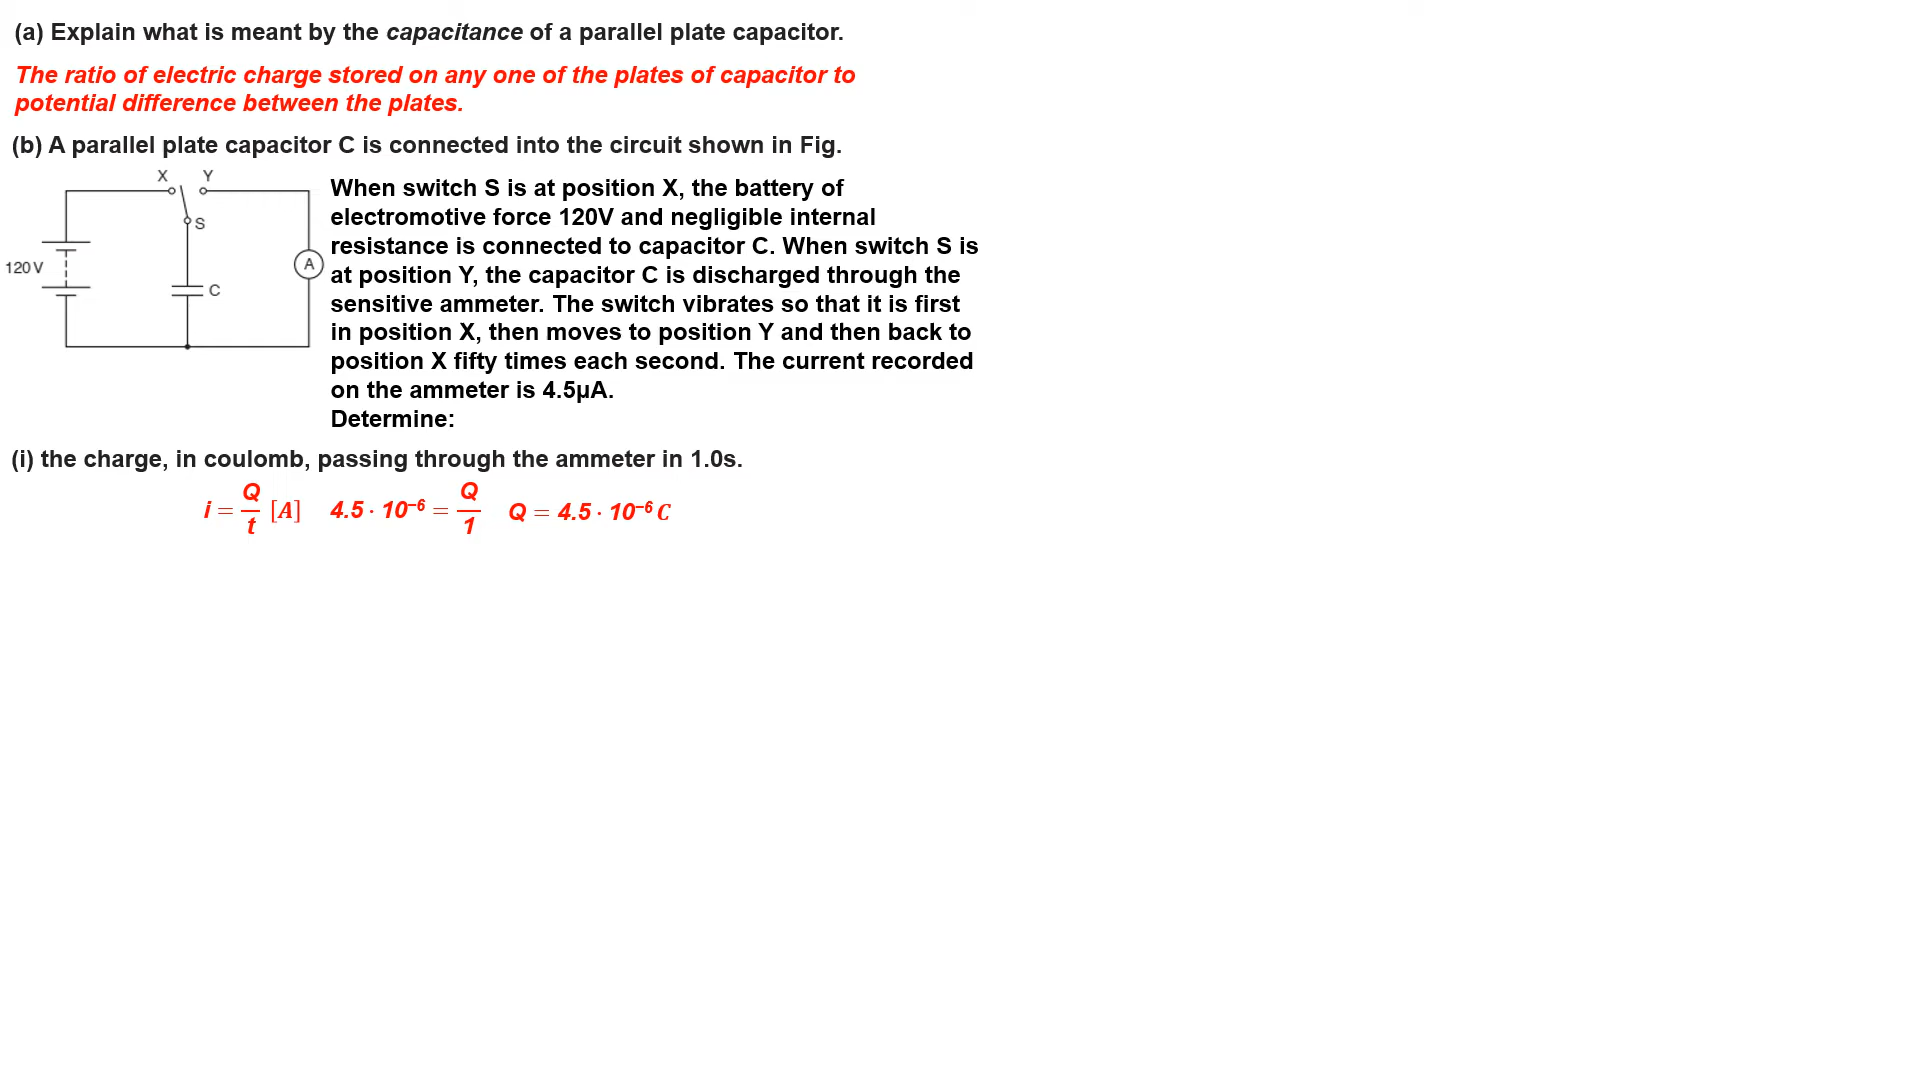 (a) Explain what is meant by the capacitance of a parallel plate capacitor.
The ratio of electric charge stored on any one of the plates of capacitor to
potential difference between the plates.
(b) A parallel plate capacitor C is connected into the circuit shown in Fig.
X Y
S
120 V
C
A
When switch S is at position X, the battery of
electromotive force 120V and negligible internal
resistance is connected to capacitor C. When switch S is
at position Y, the capacitor C is discharged through the
sensitive ammeter. The switch vibrates so that it is first
in position X, then moves to position Y and then back to
position X fifty times each second. The current recorded
on the ammeter is 4.5μA.
Determine:
(i) the charge, in coulomb, passing through the ammeter in 1.0s.
i = Q/t [A] 4.5 · 10⁻⁶ = Q/1 Q = 4.5 · 10⁻⁶ C